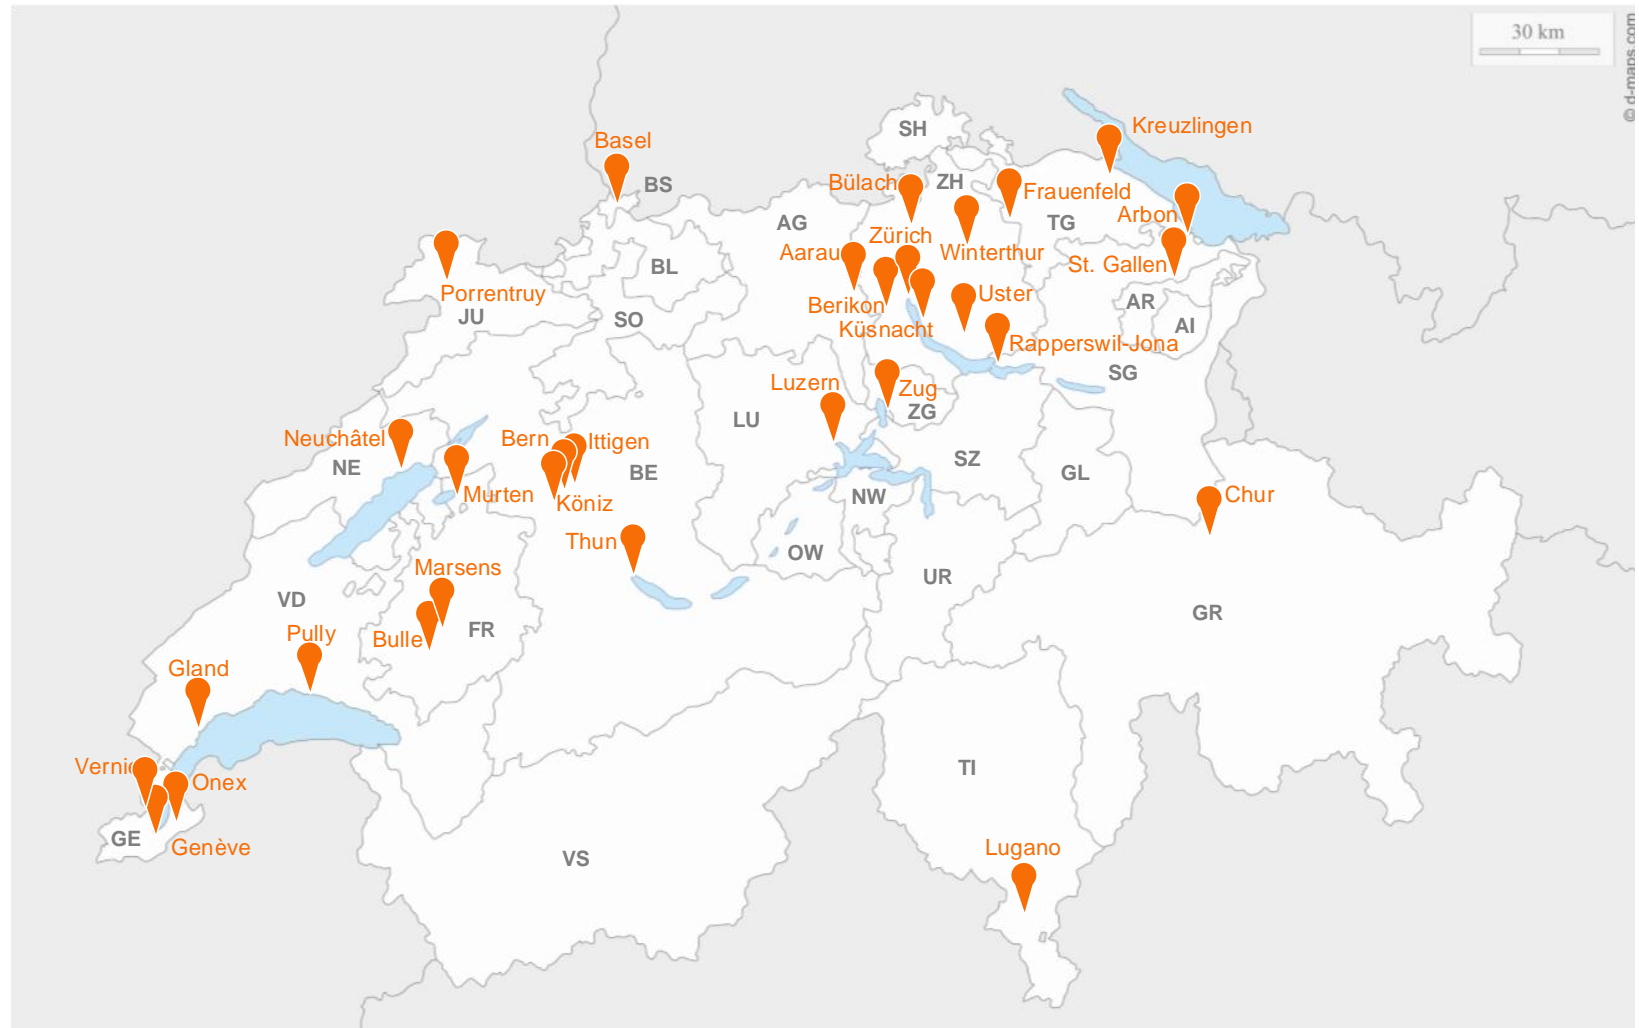 30 km
© d-maps.com
Kreuzlingen
SH
Basel
BS
Bülach
ZH
Frauenfeld
Arbon
AG
TG
Zürich
Aarau
Winterthur
St. Gallen
BL
Porrentruy
JU
SO
Berikon
Uster
Küsnacht
AR
AI
Rapperswil-Jona
SG
Luzern
Zug
ZG
LU
Neuchâtel
NE
Bern
Ittigen
BE
SZ
GL
Murten
Köniz
NW
Chur
Thun
OW
UR
Marsens
VD
GR
Bulle
FR
Pully
Gland
Vernie
Onex
TI
GE
Genève
VS
Lugano